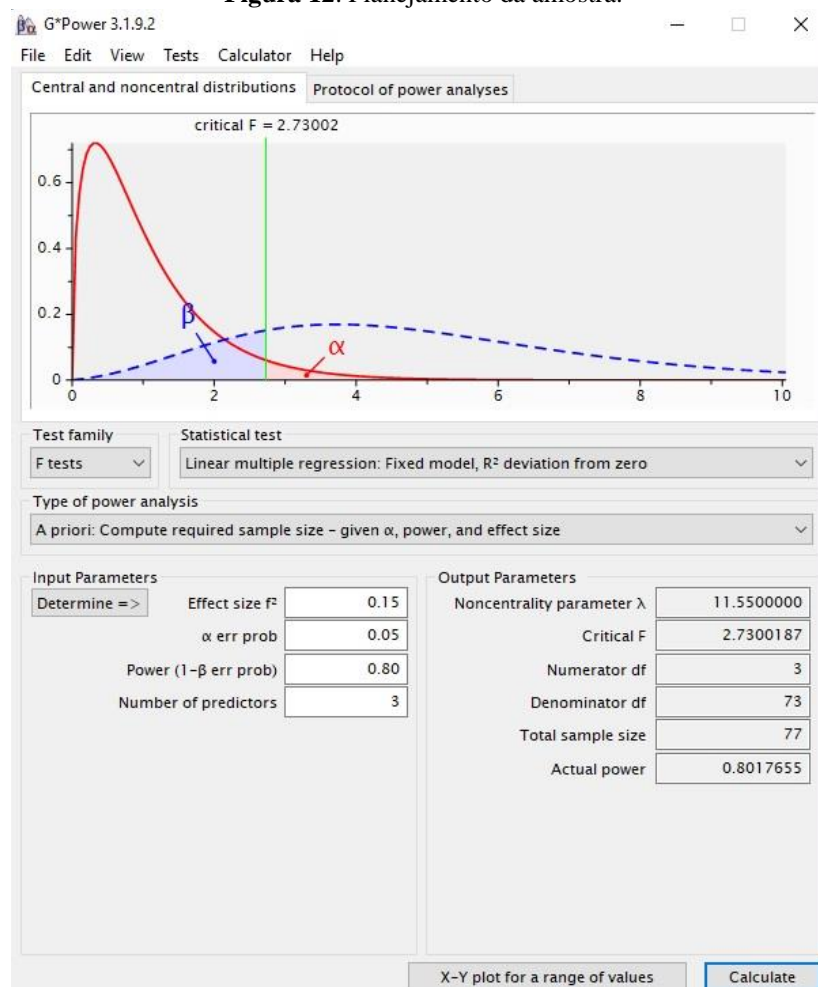 Figura 12. Planejamento da amostra.
G*Power 3.1.9.2
File Edit View Tests Calculator Help
Central and noncentral distributions Protocol of power analyses
critical F = 2.73002
0.6
0.4
0.2
0
β
α
0 2 4 6 8 10
Test family Statistical test
F tests Linear multiple regression: Fixed model, R² deviation from zero
Type of power analysis
A priori: Compute required sample size – given α, power, and effect size
Input Parameters
Determine => Effect size f² 0.15
α err prob 0.05
Power (1-β err prob) 0.80
Number of predictors 3
Output Parameters
Noncentrality parameter λ 11.5500000
Critical F 2.7300187
Numerator df 3
Denominator df 73
Total sample size 77
Actual power 0.8017655
X-Y plot for a range of values Calculate